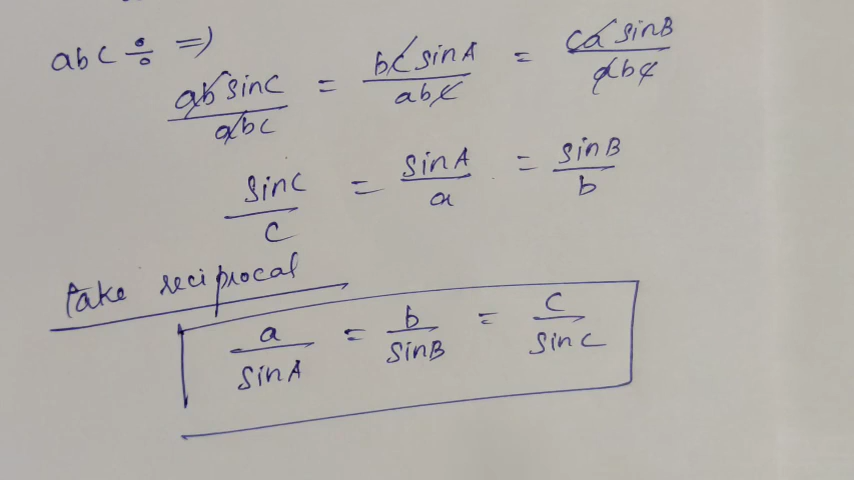 abc ÷ ⇒ ab sinC / abc = bc sinA / abc = ca sinB / abc
sinC / c = sinA / a = sinB / b
take reciprocal
a / sinA = b / sinB = c / sinC